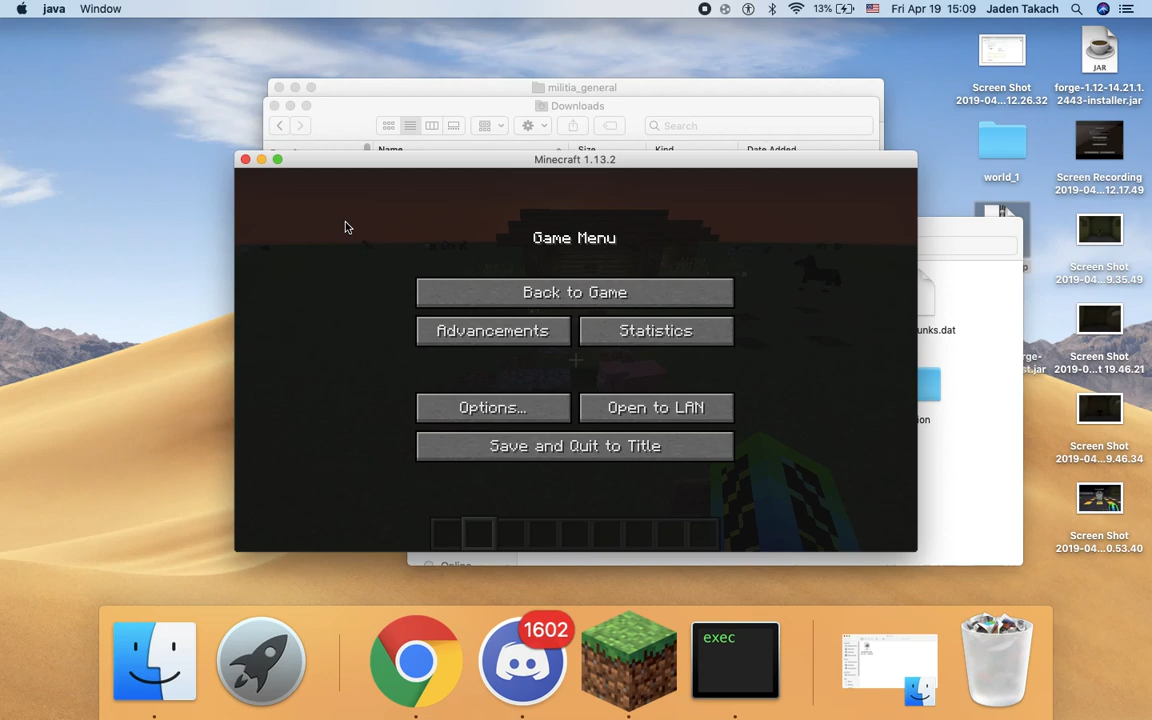 java Window 13% Fri Apr 19 15:09 Jaden Takach
militia_general
Downloads
Search
Name Size Kind Date Added
Minecraft 1.13.2
Game Menu
Back to Game
Advancements Statistics
Options... Open to LAN
Save and Quit to Title
Screen Shot
2019-04...12.26.32
JAR
forge-1.12-14.21.1.
2443-installer.jar
world_1
Screen Recording
2019-04...12.17.49
Screen Shot
2019-04...9.35.49
unks.dat
rge-
st.jar
Screen Shot
2019-0...t 19.46.21
ion
Screen Shot
2019-04...9.46.34
Screen Shot
2019-04...0.53.40
1602
exec